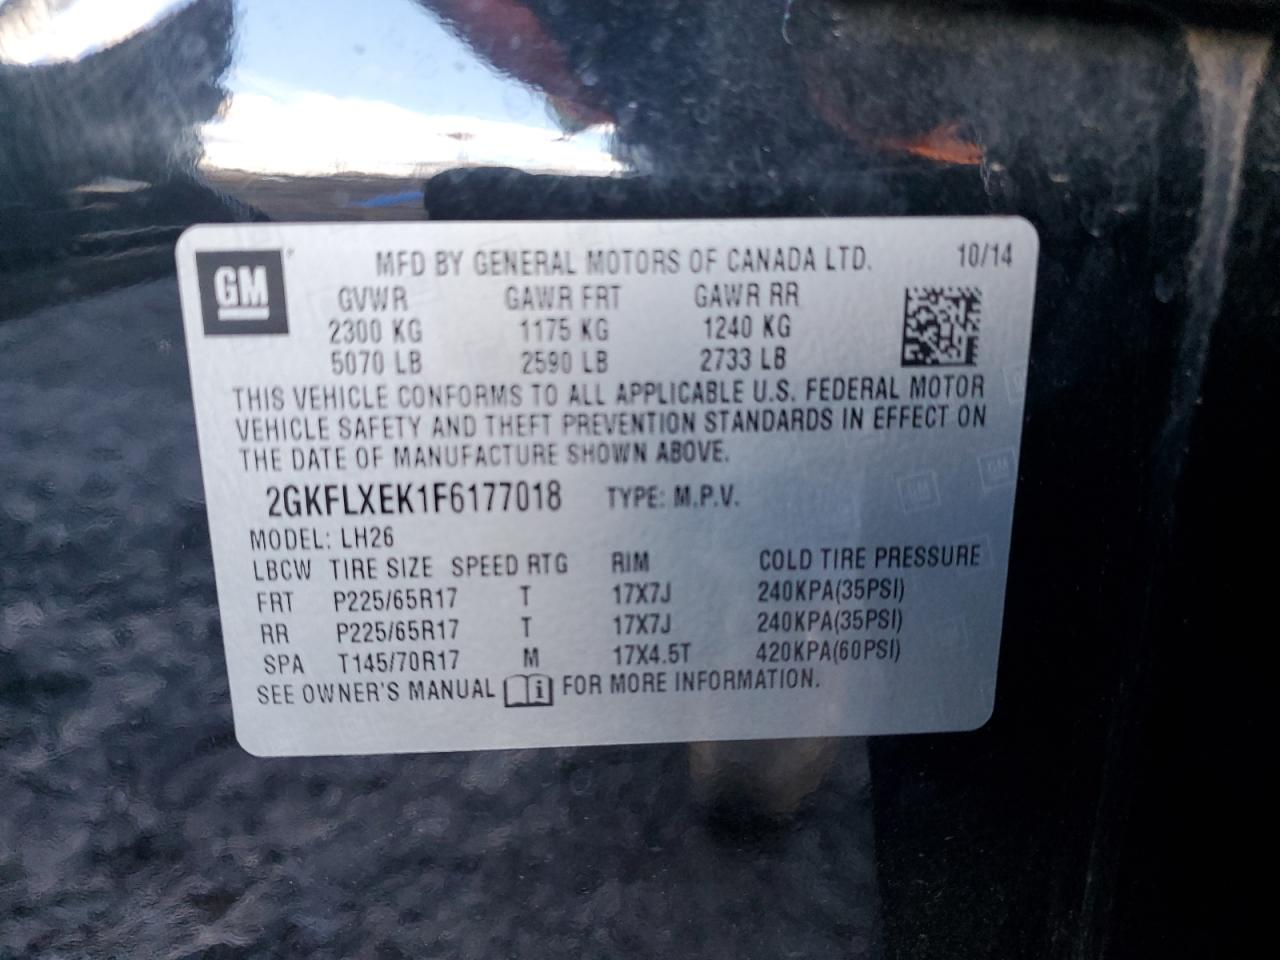 GM
MFD BY GENERAL MOTORS OF CANADA LTD. 10/14
GVWR GAWR FRT GAWR RR
2300 KG 1175 KG 1240 KG
5070 LB 2590 LB 2733 LB
THIS VEHICLE CONFORMS TO ALL APPLICABLE U.S. FEDERAL MOTOR
VEHICLE SAFETY AND THEFT PREVENTION STANDARDS IN EFFECT ON
THE DATE OF MANUFACTURE SHOWN ABOVE.
2GKFLXEK1F6177018 TYPE: M.P.V.
MODEL: LH26
LBCW TIRE SIZE SPEED RTG RIM COLD TIRE PRESSURE
FRT P225/65R17 T 17X7J 240KPA(35PSI)
RR P225/65R17 T 17X7J 240KPA(35PSI)
SPA T145/70R17 M 17X4.5T 420KPA(60PSI)
SEE OWNER'S MANUAL i FOR MORE INFORMATION.